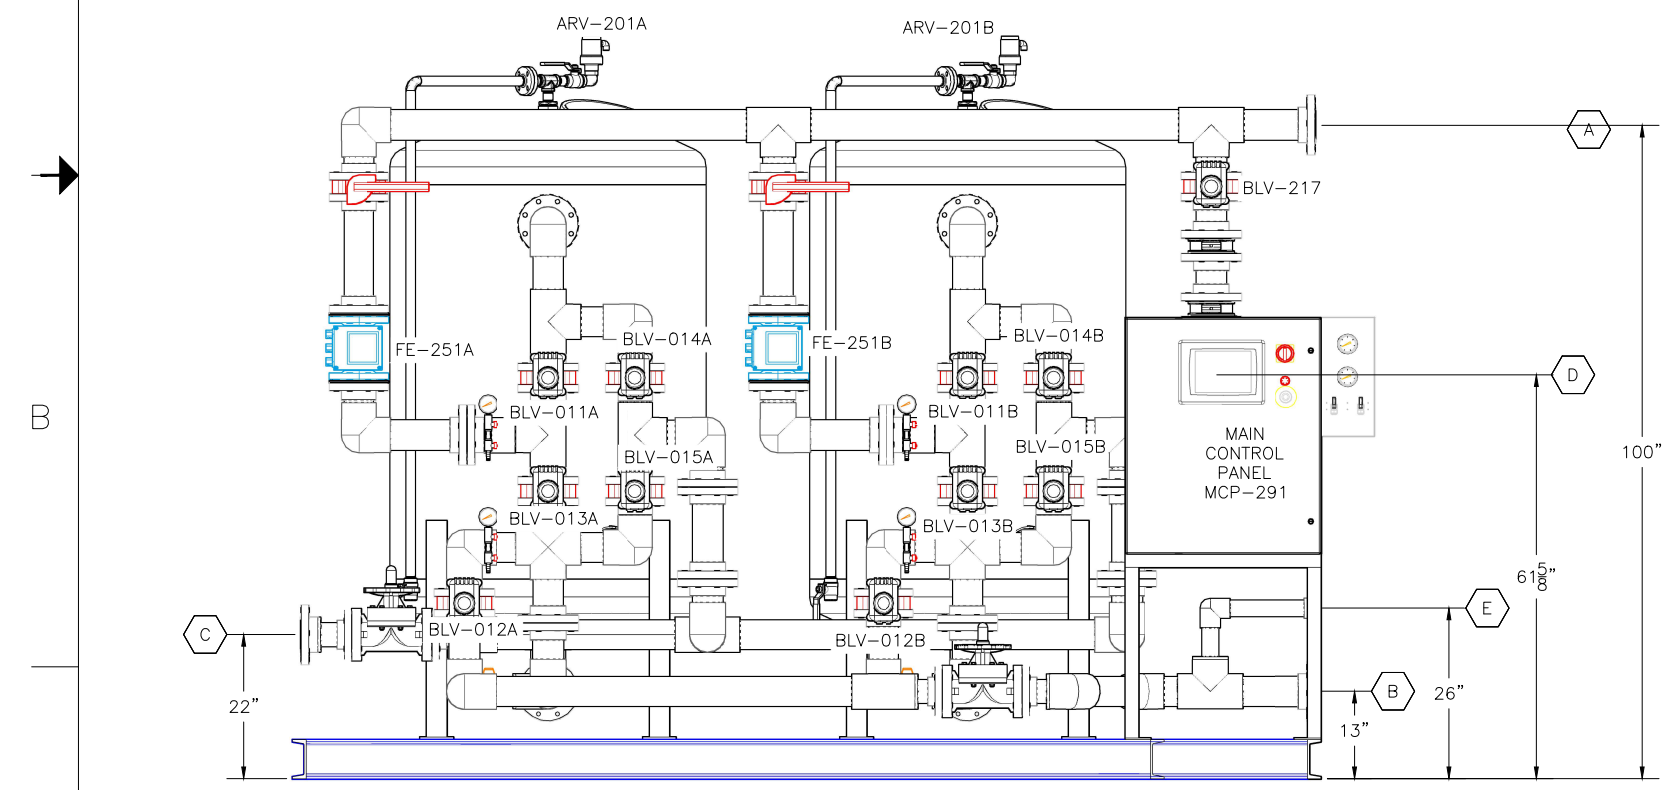 ARV-201A
ARV-201B
A
BLV-217
BLV-014A
BLV-014B
FE-251A
FE-251B
D
BLV-011A
BLV-011B
B
BLV-015A
BLV-015B
MAIN
CONTROL
PANEL
MCP-291
100"
BLV-013A
BLV-013B
61 5/8"
E
C
BLV-012A
BLV-012B
B
26"
22"
13"